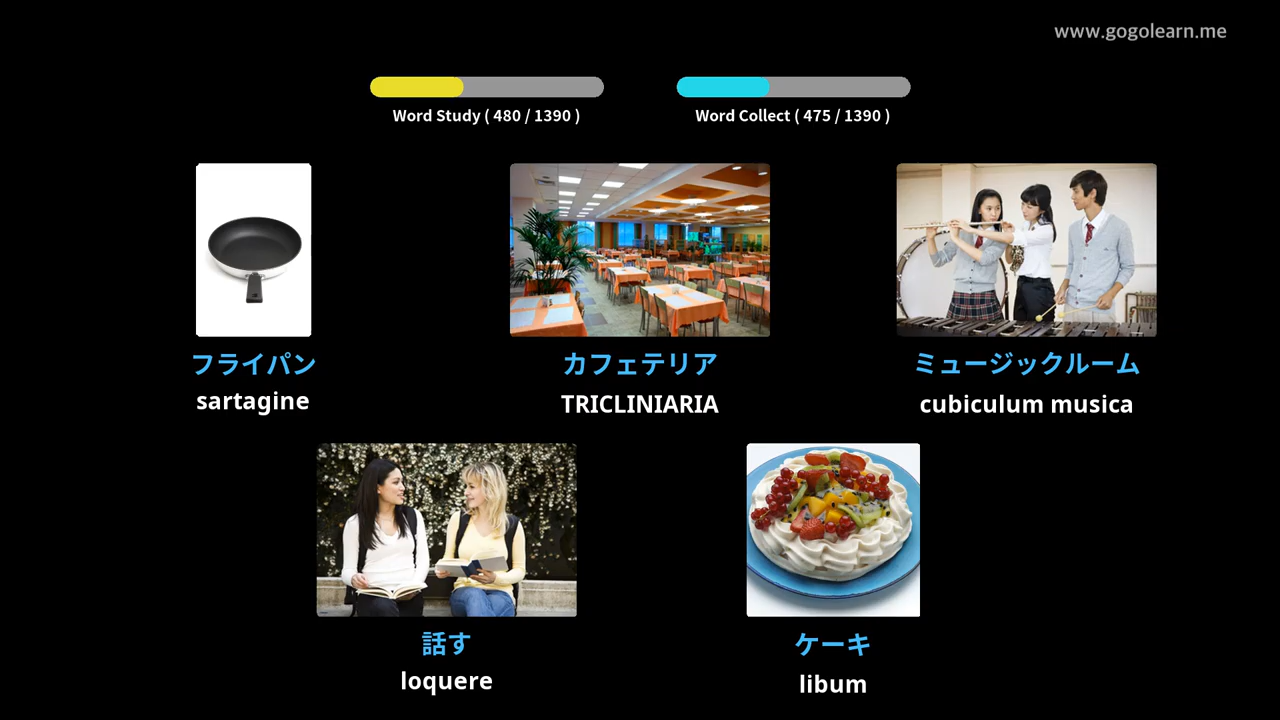 www.gogolearn.me
Word Study ( 480 / 1390 )
Word Collect ( 475 / 1390 )
フライパン
sartagine
カフェテリア
TRICLINIARIA
ミュージックルーム
cubiculum musica
話す
loquere
ケーキ
libum